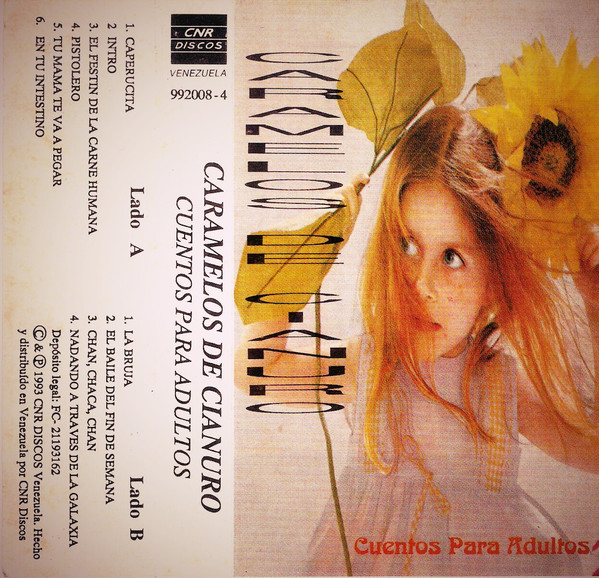 CNR
DISCOS
VENEZUELA
992008-4
CARAMELOS DE CIANURO
CARAMELOS DE CIANURO
CUENTOS PARA ADULTOS
Lado A
1. CAPERUCITA
2 INTRO
3. EL FESTIN DE LA CARNE HUMANA
4. PISTOLERO
5. TU MAMA TE VA A PEGAR
6. EN TU INTESTINO
Lado B
1. LA BRUJA
2. EL BAILE DEL FIN DE SEMANA
3. CHAN, CHACA, CHAN
4. NADANDO A TRAVES DE LA GALAXIA
Depósito legal: FC- 21193162
© & ℗ 1993 CNR DISCOS Venezuela. Hecho
y distribuído en Venezuela por CNR Discos
Cuentos Para Adultos